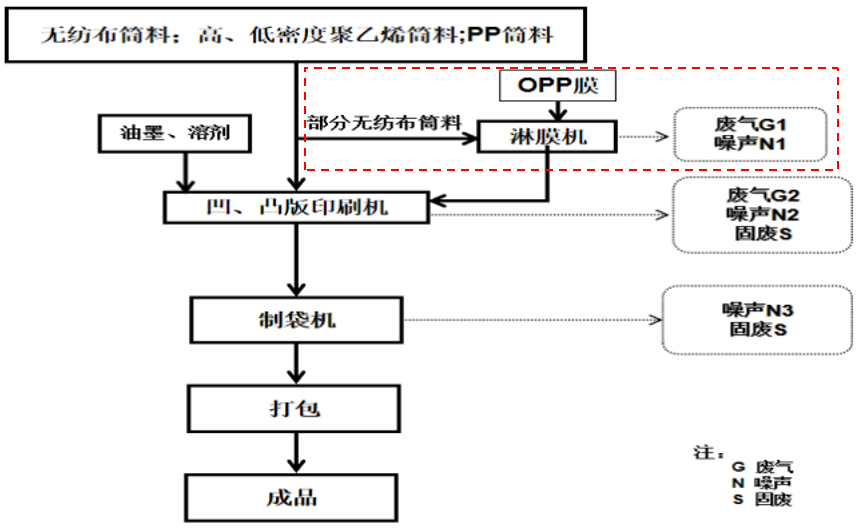 无纺布筒料；高、低密度聚乙烯筒料;PP筒料
OPP膜
油墨、溶剂
部分无纺布筒料
淋膜机
废气G1
噪声N1
凹、凸版印刷机
废气G2
噪声N2
固废S
制袋机
噪声N3
固废S
打包
成品
注：
G 废气
N 噪声
S 固废